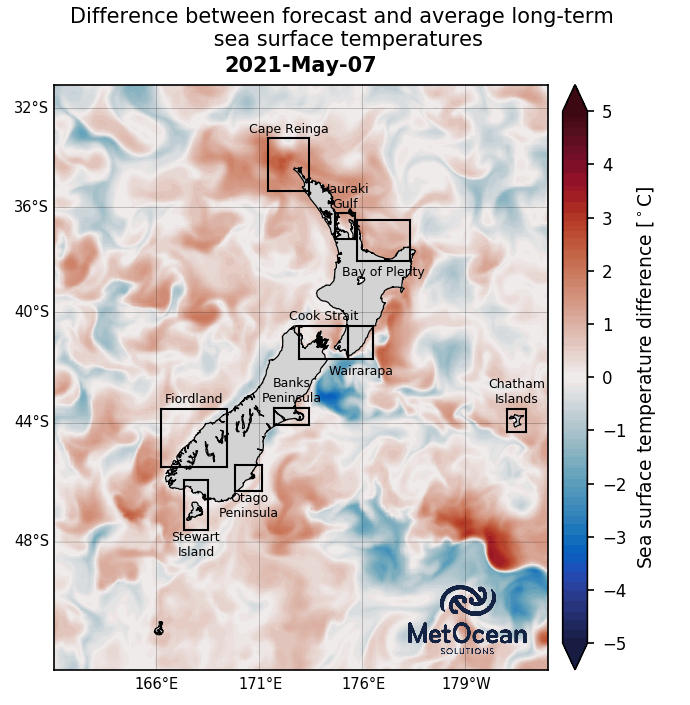 Difference between forecast and average long-term
sea surface temperatures
2021-May-07
32°S
36°S
40°S
44°S
48°S
166°E
171°E
176°E
179°W
Cape Reinga
Hauraki
Gulf
Bay of Plenty
Cook Strait
Wairarapa
Banks
Peninsula
Chatham
Islands
Fiordland
Otago
Peninsula
Stewart
Island
MetOcean
SOLUTIONS
5
4
3
2
1
0
−1
−2
−3
−4
−5
Sea surface temperature difference [°C]